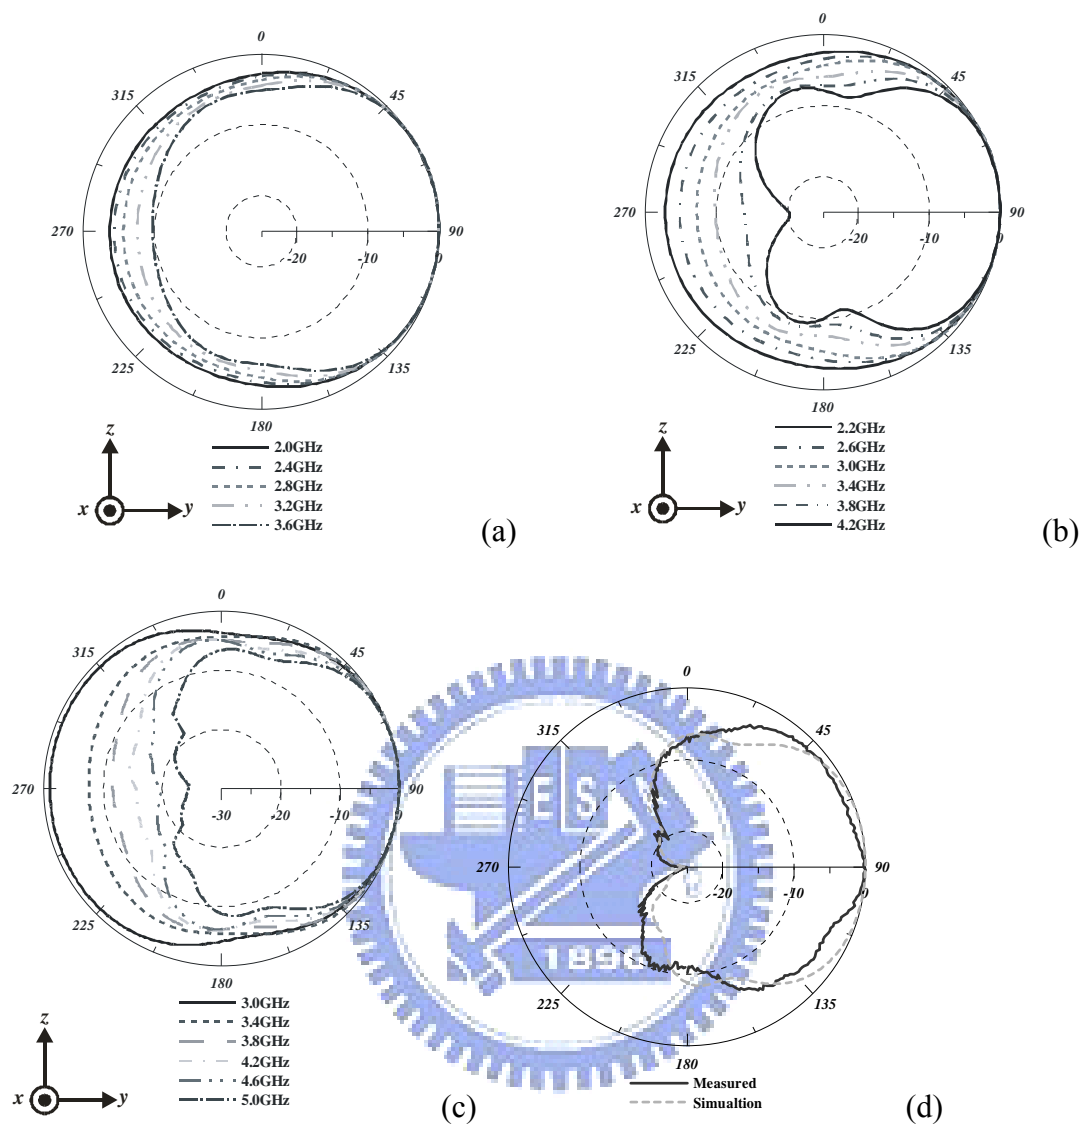 0
45
90
135
180
225
270
315
-20
-10
0
z
x
y
2.0GHz
2.4GHz
2.8GHz
3.2GHz
3.6GHz
(a)
0
45
90
135
180
225
270
315
-20
-10
0
z
x
y
2.2GHz
2.6GHz
3.0GHz
3.4GHz
3.8GHz
4.2GHz
(b)
0
45
90
135
180
225
270
315
-30
-20
-10
0
z
x
y
3.0GHz
3.4GHz
3.8GHz
4.2GHz
4.6GHz
5.0GHz
(c)
0
45
90
135
180
225
270
315
-20
-10
0
Measured
Simualtion
(d)
ES